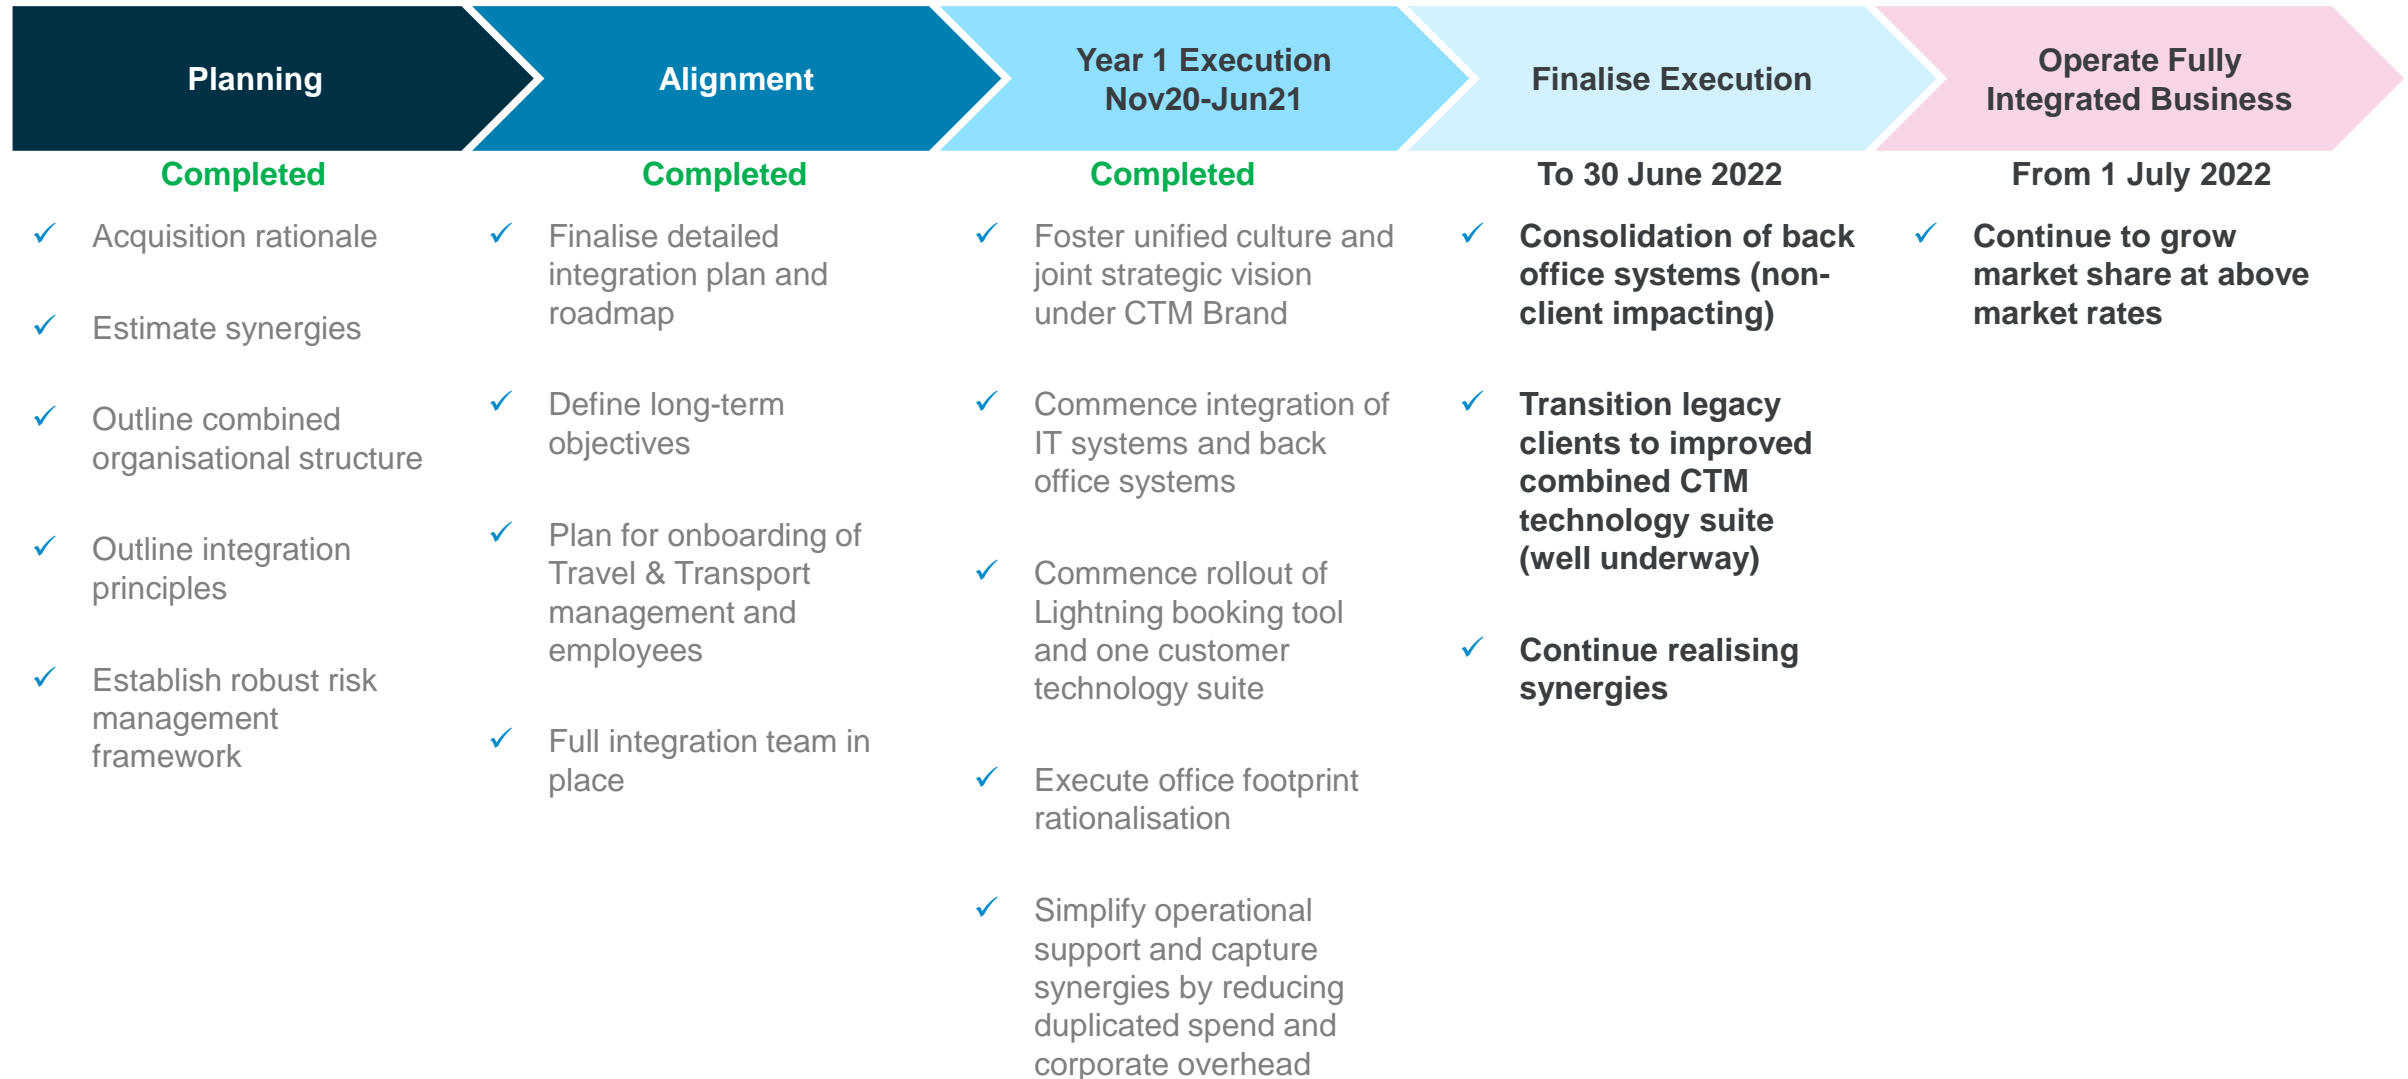 Planning
Completed
Acquisition rationale
Estimate synergies
Outline combined
organisational structure
Outline integration
principles
Establish robust risk
management
framework
Alignment
Completed
Finalise detailed
integration plan and
roadmap
Define long-term
objectives
Plan for onboarding of
Travel & Transport
management and
employees
Full integration team in
place
Year 1 Execution
Nov20-Jun21
Completed
Foster unified culture and
joint strategic vision
under CTM Brand
Commence integration of
IT systems and back
office systems
Commence rollout of
Lightning booking tool
and one customer
technology suite
Execute office footprint
rationalisation
Simplify operational
support and capture
synergies by reducing
duplicated spend and
corporate overhead
Finalise Execution
To 30 June 2022
Consolidation of back
office systems (non-
client impacting)
Transition legacy
clients to improved
combined CTM
technology suite
(well underway)
Continue realising
synergies
Operate Fully
Integrated Business
From 1 July 2022
Continue to grow
market share at above
market rates